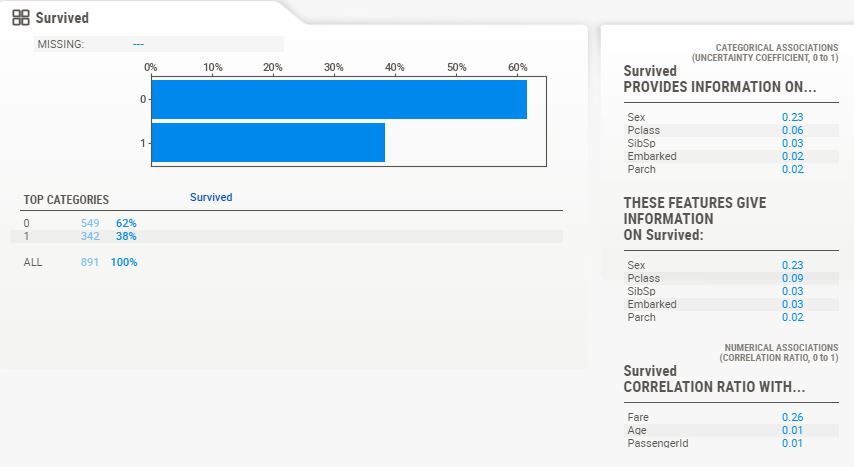 Survived
MISSING: ---
0% 10% 20% 30% 40% 50% 60%
0
1
TOP CATEGORIES Survived
0 549 62%
1 342 38%
ALL 891 100%
CATEGORICAL ASSOCIATIONS
(UNCERTAINTY COEFFICIENT, 0 to 1)
Survived
PROVIDES INFORMATION ON...
Sex 0.23
Pclass 0.06
SibSp 0.03
Embarked 0.02
Parch 0.02
THESE FEATURES GIVE
INFORMATION
ON Survived:
Sex 0.23
Pclass 0.09
SibSp 0.03
Embarked 0.03
Parch 0.02
NUMERICAL ASSOCIATIONS
(CORRELATION RATIO, 0 to 1)
Survived
CORRELATION RATIO WITH...
Fare 0.26
Age 0.01
PassengerId 0.01